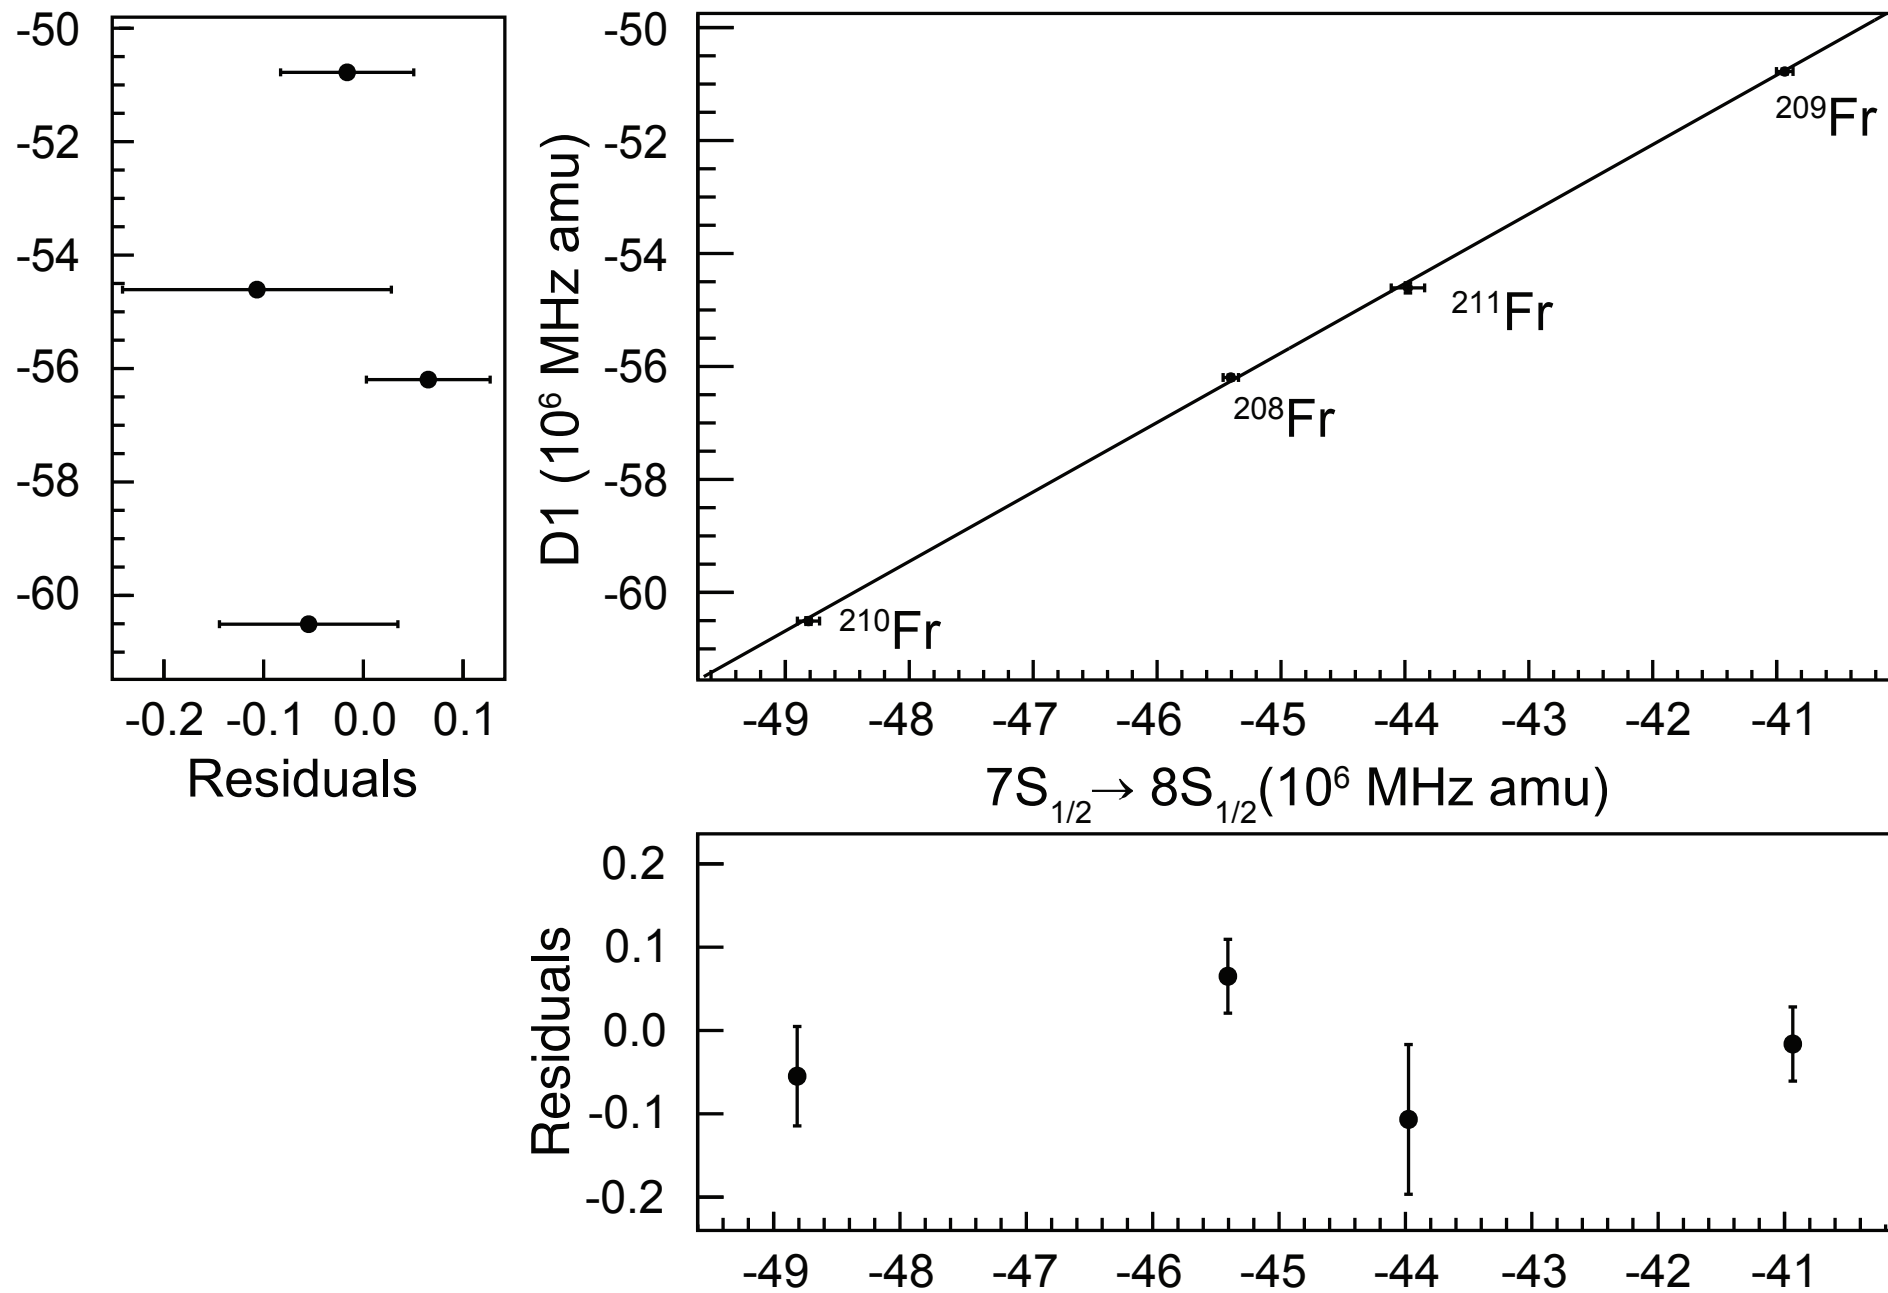 -50
-52
-54
-56
-58
-60
-0.2 -0.1 0.0 0.1
Residuals
D1 (10⁶ MHz amu)
-50
-52
-54
-56
-58
-60
²⁰⁹Fr
²¹¹Fr
²⁰⁸Fr
²¹⁰Fr
-49 -48 -47 -46 -45 -44 -43 -42 -41
7S₁/₂→ 8S₁/₂(10⁶ MHz amu)
Residuals
0.2
0.1
0.0
-0.1
-0.2
-49 -48 -47 -46 -45 -44 -43 -42 -41